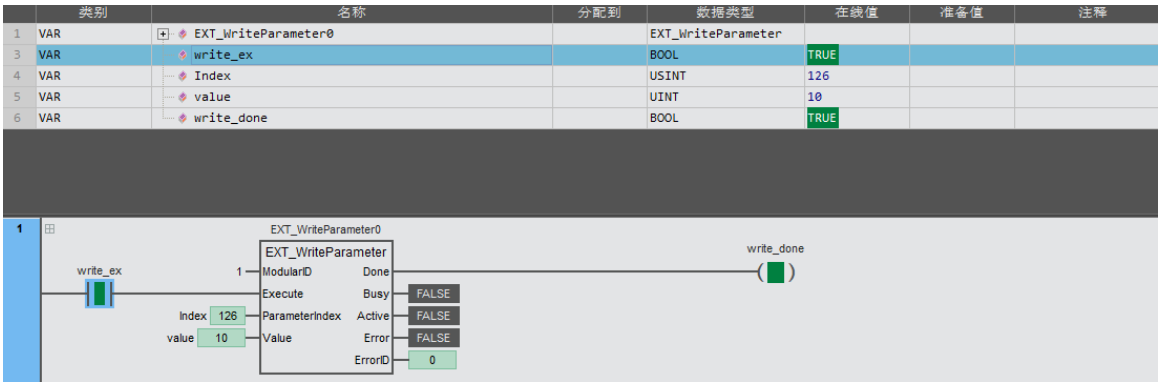 类别 名称 分配到 数据类型 在线值 准备值 注释
1 VAR EXT_WriteParameter0 EXT_WriteParameter
3 VAR write_ex BOOL TRUE
4 VAR Index USINT 126
5 VAR value UINT 10
6 VAR write_done BOOL TRUE
1 EXT_WriteParameter0
EXT_WriteParameter write_done
write_ex 1 ModularID Done
Execute Busy FALSE
Index 126 ParameterIndex Active FALSE
value 10 Value Error FALSE
ErrorID 0